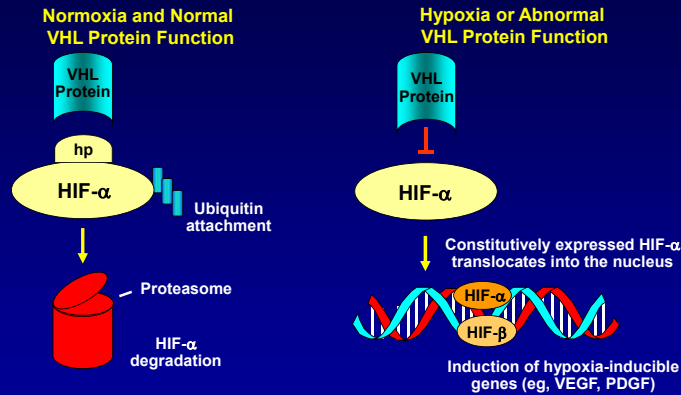 Normoxia and Normal
VHL Protein Function
VHL
Protein
hp
HIF-α
Ubiquitin
attachment
Proteasome
HIF-α
degradation
Hypoxia or Abnormal
VHL Protein Function
VHL
Protein
HIF-α
Constitutively expressed HIF-α
translocates into the nucleus
HIF-α
HIF-β
Induction of hypoxia-inducible
genes (eg, VEGF, PDGF)